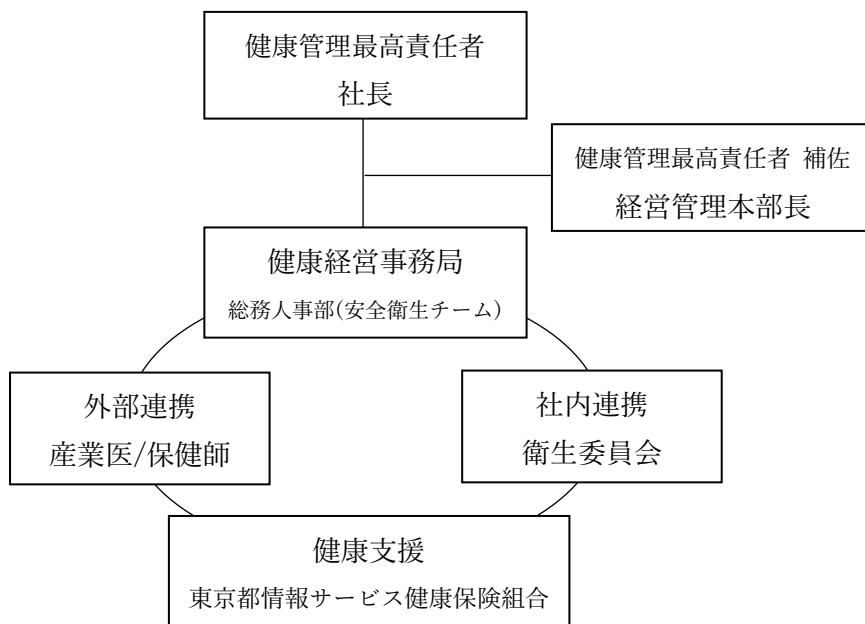 健康管理最高責任者
社長
健康管理最高責任者 補佐
経営管理本部長
健康経営事務局
総務人事部(安全衛生チーム)
外部連携
産業医/保健師
社内連携
衛生委員会
健康支援
東京都情報サービス健康保険組合